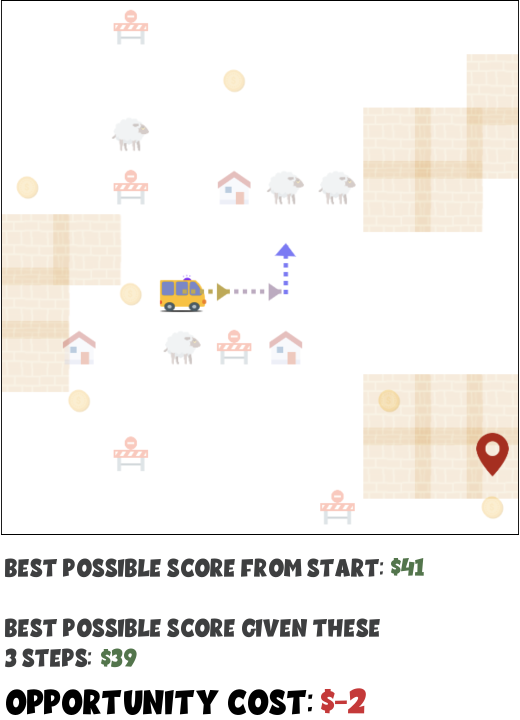 BEST POSSIBLE SCORE FROM START: $41
BEST POSSIBLE SCORE GIVEN THESE
3 STEPS: $39
OPPORTUNITY COST: $-2